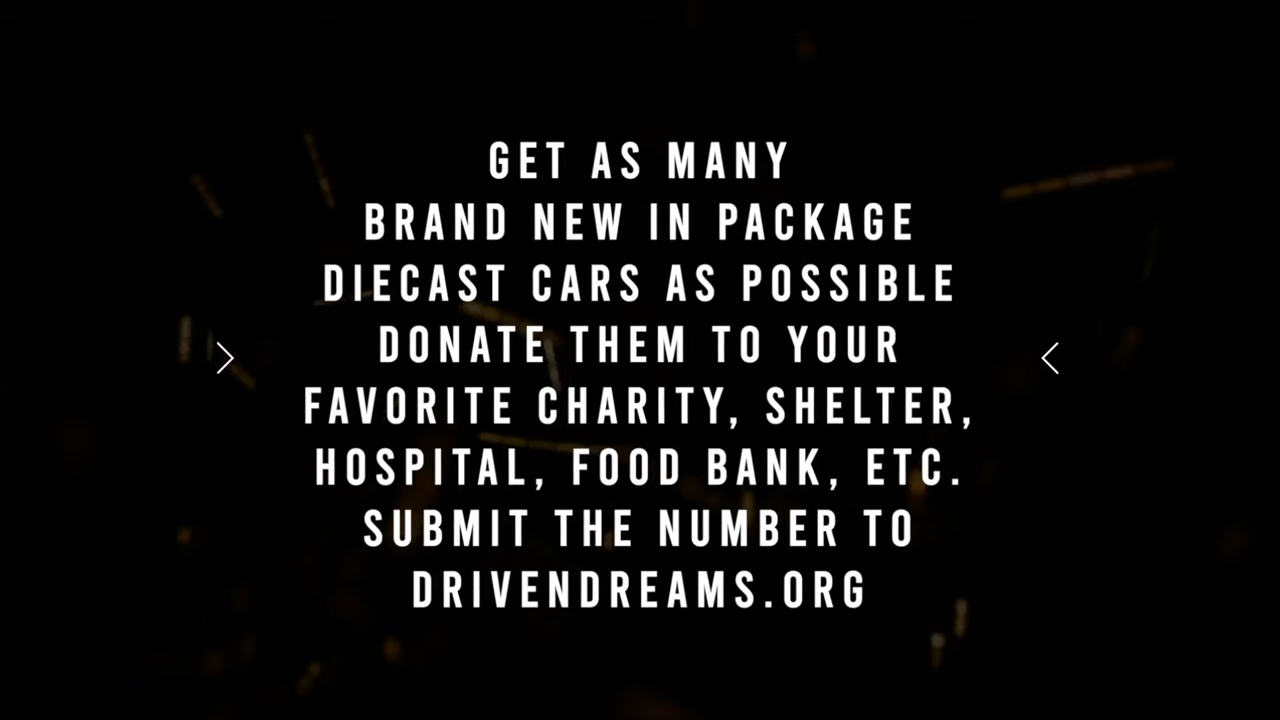 GET AS MANY
BRAND NEW IN PACKAGE
DIECAST CARS AS POSSIBLE
DONATE THEM TO YOUR
FAVORITE CHARITY, SHELTER,
HOSPITAL, FOOD BANK, ETC.
SUBMIT THE NUMBER TO
DRIVENDREAMS.ORG